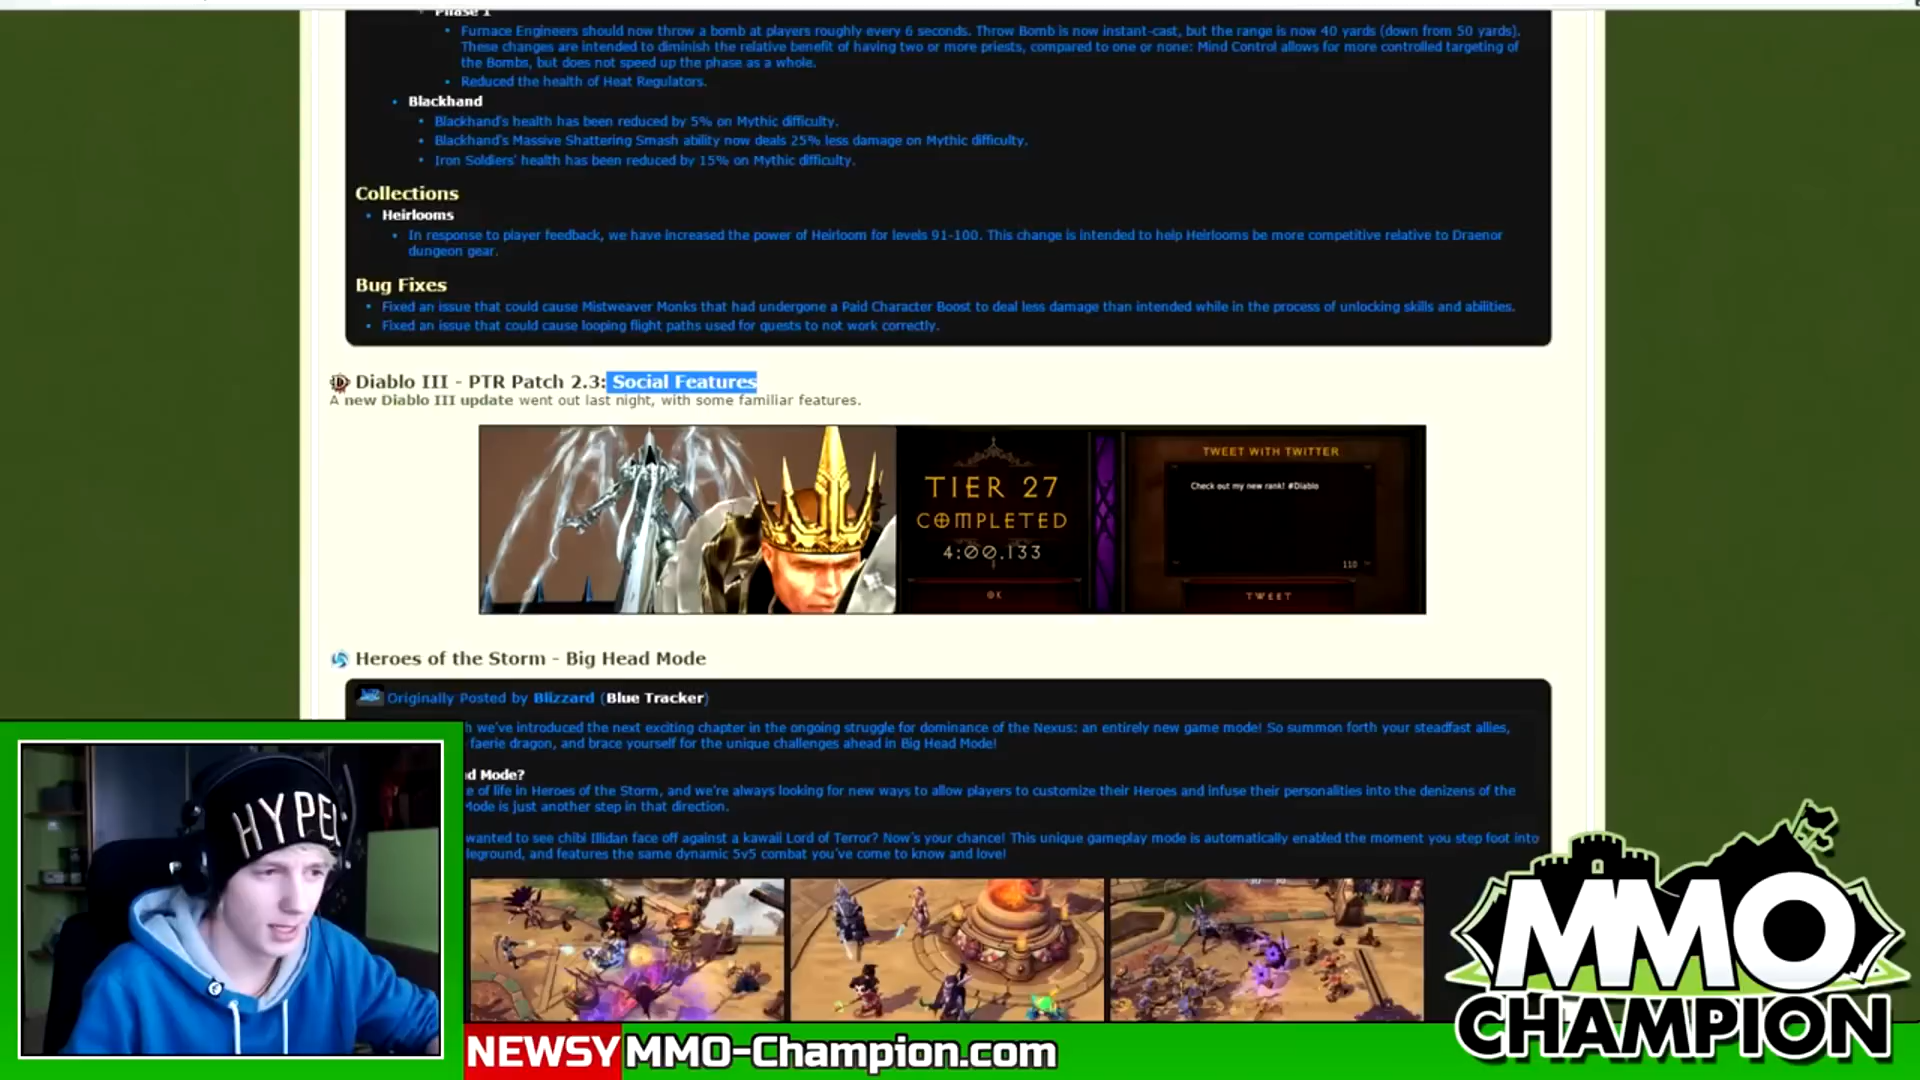 Phase 1
Furnace Engineers should now throw a bomb at players roughly every 6 seconds. Throw Bomb is now instant-cast, but the range is now 40 yards (down from 50 yards).
These changes are intended to diminish the relative benefit of having two or more priests, compared to one or none: Mind Control allows for more controlled targeting of
the Bombs, but does not speed up the phase as a whole.
Reduced the health of Heat Regulators.
Blackhand
Blackhand's health has been reduced by 5% on Mythic difficulty.
Blackhand's Massive Shattering Smash ability now deals 25% less damage on Mythic difficulty.
Iron Soldiers' health has been reduced by 15% on Mythic difficulty.
Collections
Heirlooms
In response to player feedback, we have increased the power of Heirloom for levels 91-100. This change is intended to help Heirlooms be more competitive relative to Draenor
dungeon gear.
Bug Fixes
Fixed an issue that could cause Mistweaver Monks that had undergone a Paid Character Boost to deal less damage than intended while in the process of unlocking skills and abilities.
Fixed an issue that could cause looping flight paths used for quests to not work correctly.
Diablo III - PTR Patch 2.3: Social Features
A new Diablo III update went out last night, with some familiar features.
TIER 27
COMPLETED
4:00.133
OK
TWEET WITH TWITTER
Check out my new rank! #Diablo
110
TWEET
Heroes of the Storm - Big Head Mode
Originally Posted by Blizzard (Blue Tracker)
h we've introduced the next exciting chapter in the ongoing struggle for dominance of the Nexus: an entirely new game mode! So summon forth your steadfast allies,
faerie dragon, and brace yourself for the unique challenges ahead in Big Head Mode!
d Mode?
e of life in Heroes of the Storm, and we're always looking for new ways to allow players to customize their Heroes and infuse their personalities into the denizens of the
Mode is just another step in that direction.
wanted to see chibi Illidan face off against a kawaii Lord of Terror? Now's your chance! This unique gameplay mode is automatically enabled the moment you step foot into
leground, and features the same dynamic 5v5 combat you've come to know and love!
HYPE
MMO
CHAMPION
NEWSY MMO-Champion.com